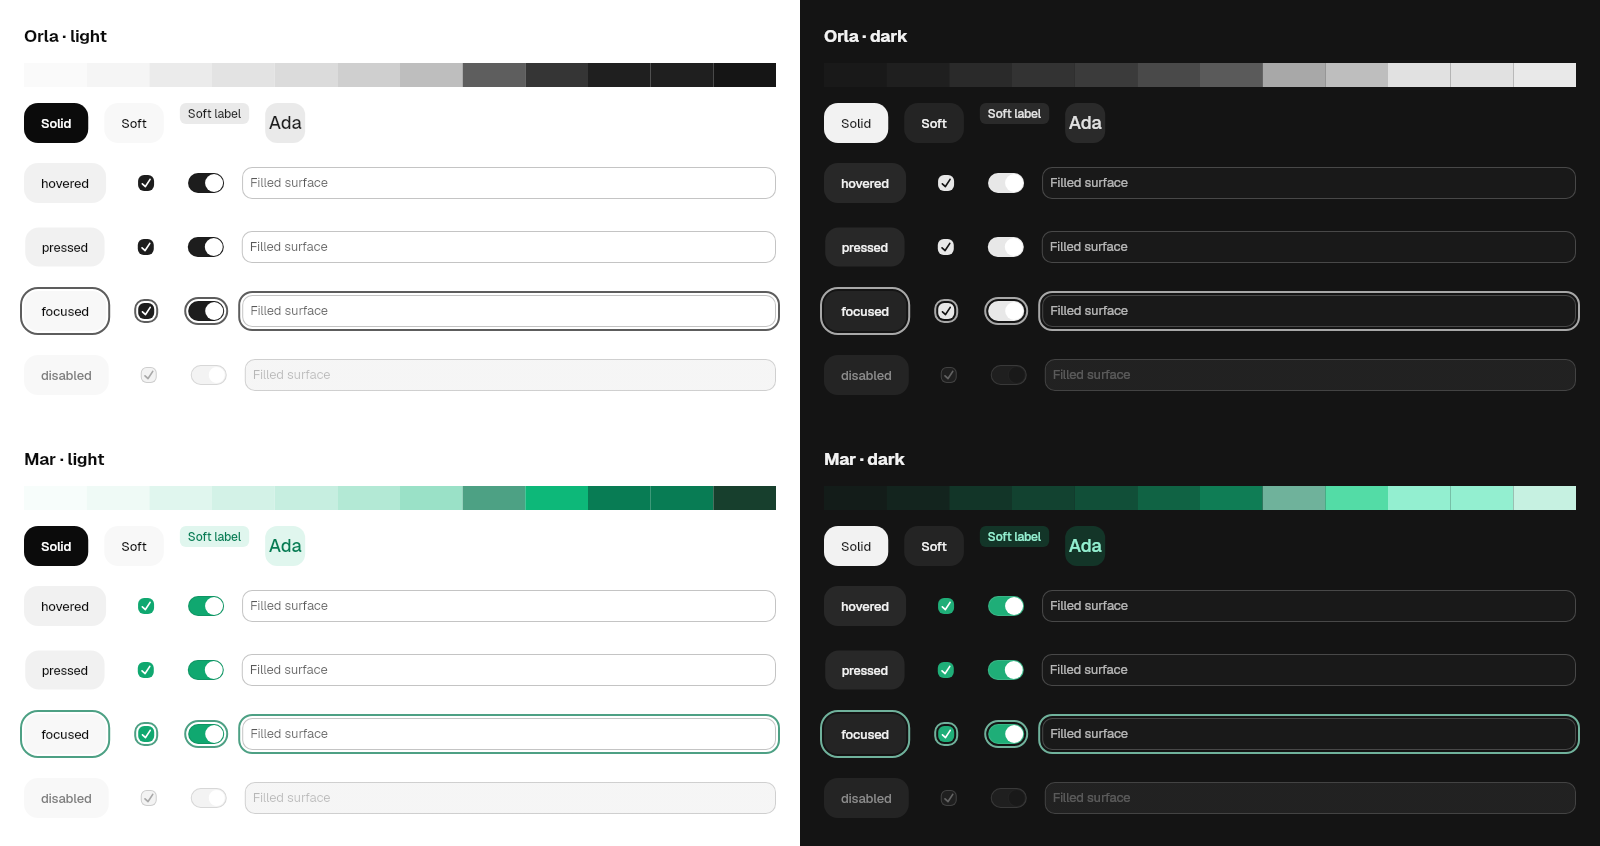 Orla · light
Solid Soft Soft label Ada
hovered Filled surface
pressed Filled surface
focused Filled surface
disabled Filled surface
Mar · light
Solid Soft Soft label Ada
hovered Filled surface
pressed Filled surface
focused Filled surface
disabled Filled surface
Orla · dark
Solid Soft Soft label Ada
hovered Filled surface
pressed Filled surface
focused Filled surface
disabled Filled surface
Mar · dark
Solid Soft Soft label Ada
hovered Filled surface
pressed Filled surface
focused Filled surface
disabled Filled surface